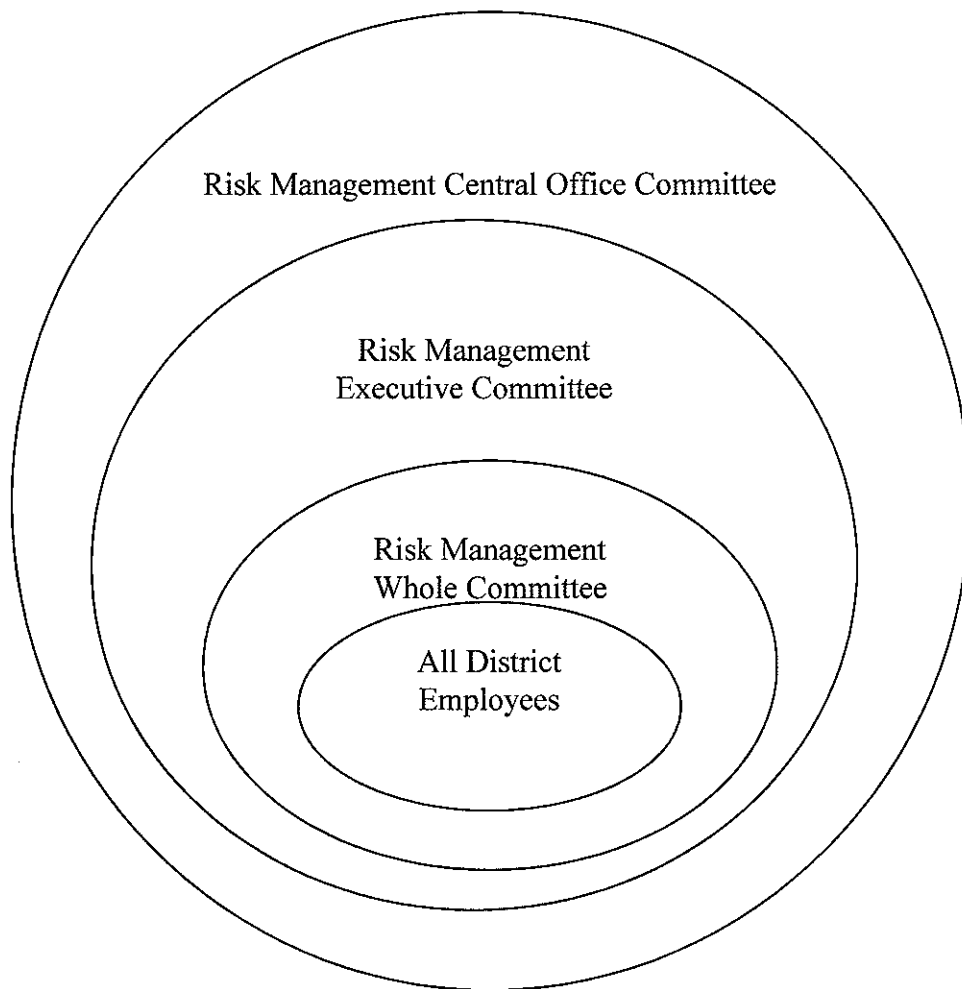 Risk Management Central Office Committee
Risk Management
Executive Committee
Risk Management
Whole Committee
All District
Employees